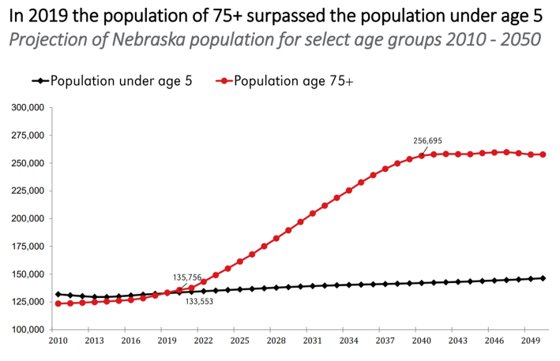 In 2019 the population of 75+ surpassed the population under age 5
Projection of Nebraska population for select age groups 2010 - 2050
Population under age 5
Population age 75+
300,000
275,000
250,000
225,000
200,000
175,000
150,000
125,000
100,000
256,695
135,756
133,553
2010 2013 2016 2019 2022 2025 2028 2031 2034 2037 2040 2043 2046 2049